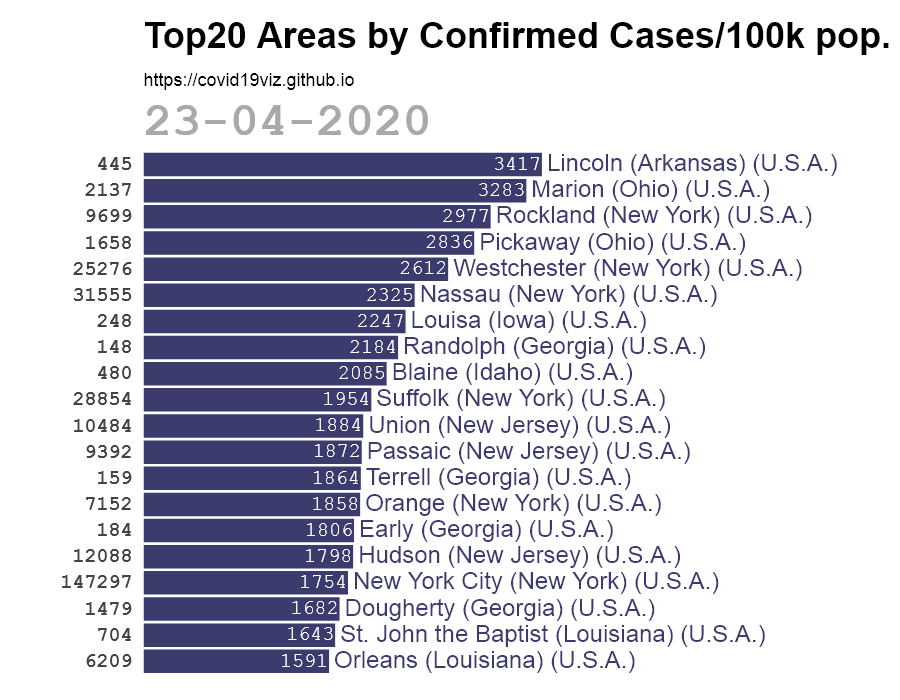 Top20 Areas by Confirmed Cases/100k pop.
https://covid19viz.github.io
23-04-2020
445 3417 Lincoln (Arkansas) (U.S.A.)
2137 3283 Marion (Ohio) (U.S.A.)
9699 2977 Rockland (New York) (U.S.A.)
1658 2836 Pickaway (Ohio) (U.S.A.)
25276 2612 Westchester (New York) (U.S.A.)
31555 2325 Nassau (New York) (U.S.A.)
248 2247 Louisa (Iowa) (U.S.A.)
148 2184 Randolph (Georgia) (U.S.A.)
480 2085 Blaine (Idaho) (U.S.A.)
28854 1954 Suffolk (New York) (U.S.A.)
10484 1884 Union (New Jersey) (U.S.A.)
9392 1872 Passaic (New Jersey) (U.S.A.)
159 1864 Terrell (Georgia) (U.S.A.)
7152 1858 Orange (New York) (U.S.A.)
184 1806 Early (Georgia) (U.S.A.)
12088 1798 Hudson (New Jersey) (U.S.A.)
147297 1754 New York City (New York) (U.S.A.)
1479 1682 Dougherty (Georgia) (U.S.A.)
704 1643 St. John the Baptist (Louisiana) (U.S.A.)
6209 1591 Orleans (Louisiana) (U.S.A.)